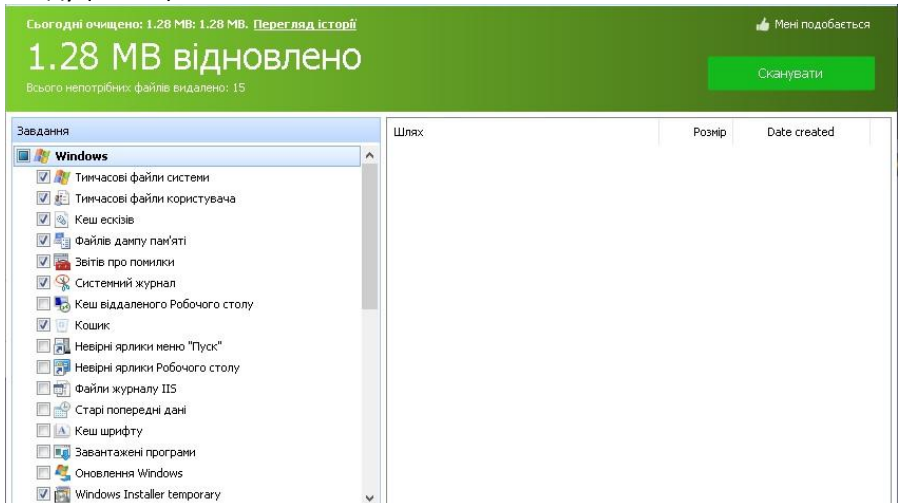 Сьогодні очищено: 1.28 MB: 1.28 MB. Перегляд історії
Мені подобається
1.28 MB відновлено
Сканувати
Всього непотрібних файлів видалено: 15
Завдання
Шлях Розмір Date created
Windows
Тимчасові файли системи
Тимчасові файли користувача
Кеш ескізів
Файлів дампу пам'яті
Звітів про помилки
Системний журнал
Кеш віддаленого Робочого столу
Кошик
Невірні ярлики меню "Пуск"
Невірні ярлики Робочого столу
Файли журналу IIS
Старі попередні дані
Кеш шрифту
Завантажені програми
Оновлення Windows
Windows Installer temporary